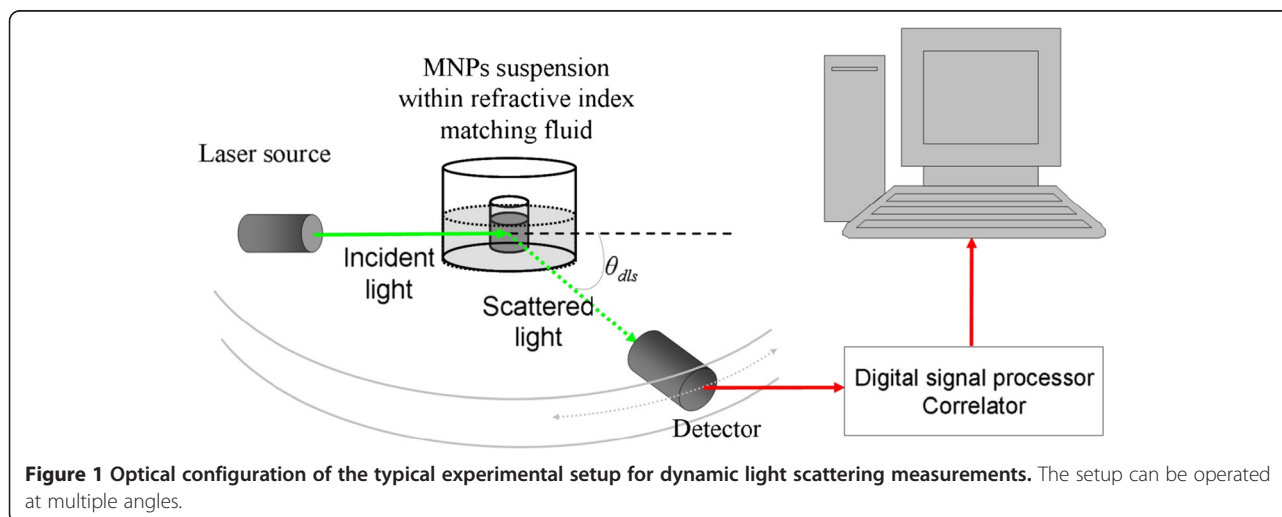 MNPs suspension
within refractive index
matching fluid
Laser source
Incident
light
θdls
Scattered
light
Detector
Digital signal processor
Correlator
Figure 1 Optical configuration of the typical experimental setup for dynamic light scattering measurements. The setup can be operated
at multiple angles.